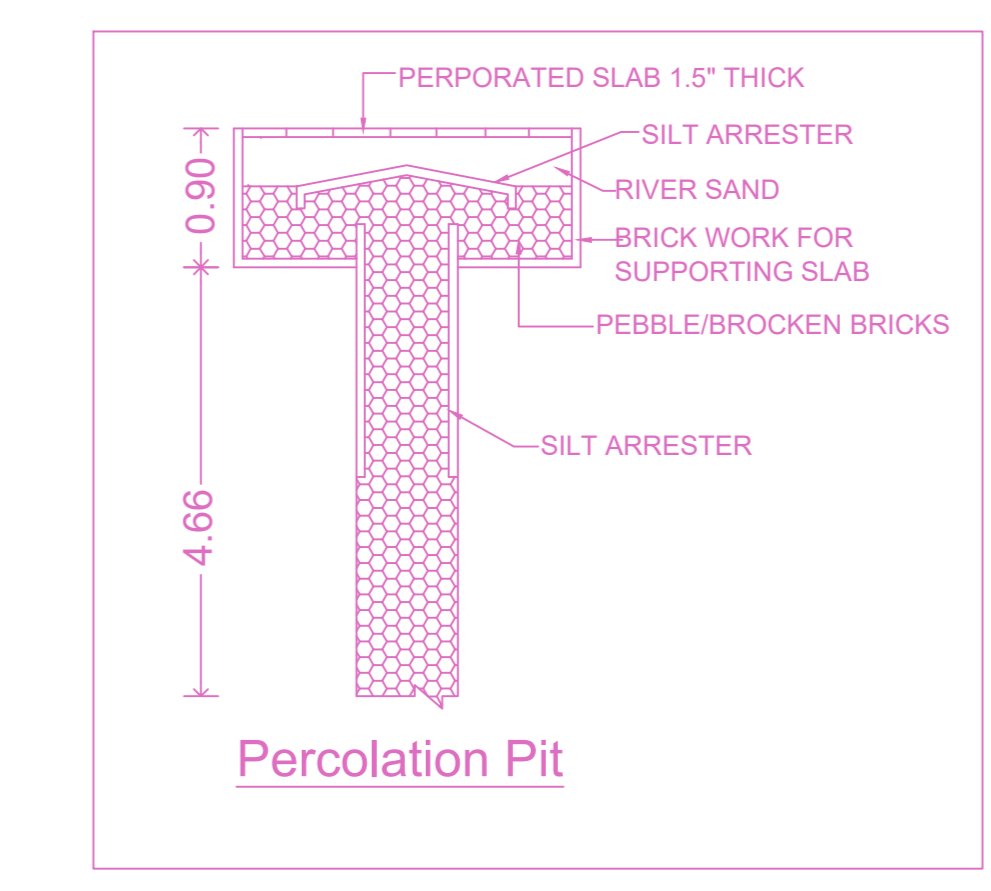 PERPORATED SLAB 1.5" THICK
SILT ARRESTER
RIVER SAND
BRICK WORK FOR
SUPPORTING SLAB
PEBBLE/BROCKEN BRICKS
SILT ARRESTER
0.90
4.66
Percolation Pit